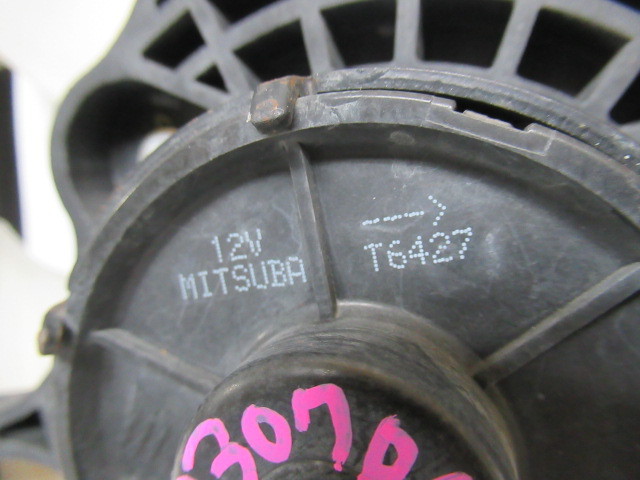 12V
MITSUBA
---->
T6427